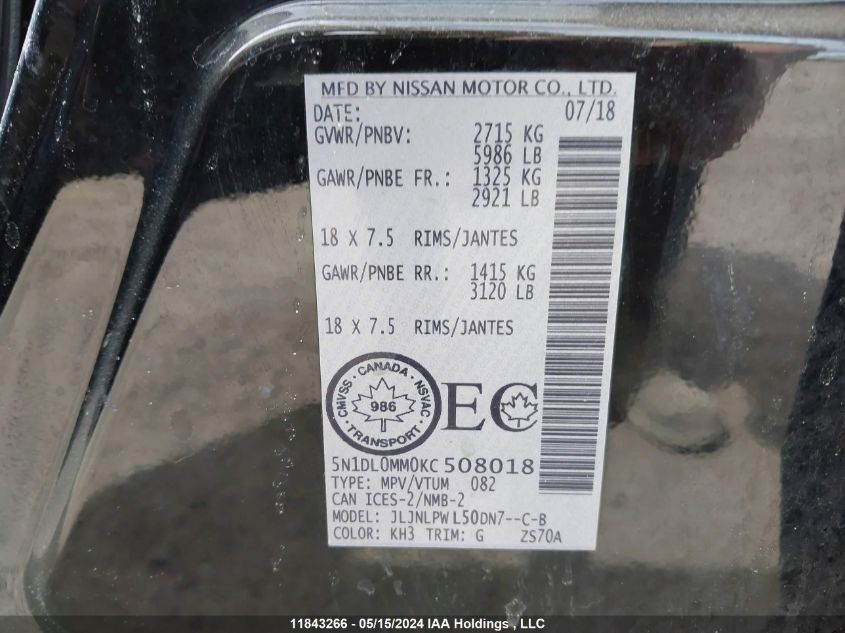 MFD BY NISSAN MOTOR CO., LTD.
DATE: 07/18
GVWR/PNBV: 2715 KG
5986 LB
GAWR/PNBE FR.: 1325 KG
2921 LB
18 X 7.5 RIMS/JANTES
GAWR/PNBE RR.: 1415 KG
3120 LB
18 X 7.5 RIMS/JANTES
CMVSS · CANADA · NSVAC · TRANSPORT ·
986
EC
5N1DL0MM0KC508018
TYPE: MPV/VTUM 082
CAN ICES-2/NMB-2
MODEL: JLJNLPW L50DN7--C-B
COLOR: KH3 TRIM: G ZS70A
11843266 - 05/15/2024 IAA Holdings , LLC